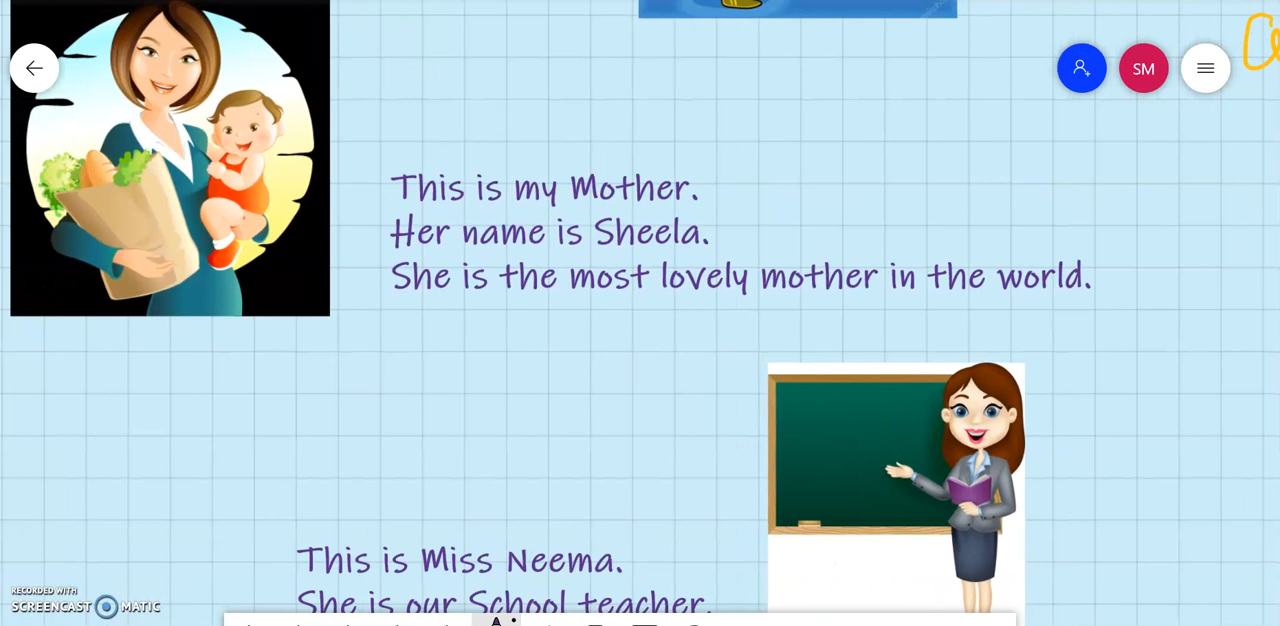 SM
This is my Mother.
Her name is Sheela.
She is the most lovely mother in the world.
This is Miss Neema.
She is our School teacher.
RECORDED WITH
SCREENCAST MATIC